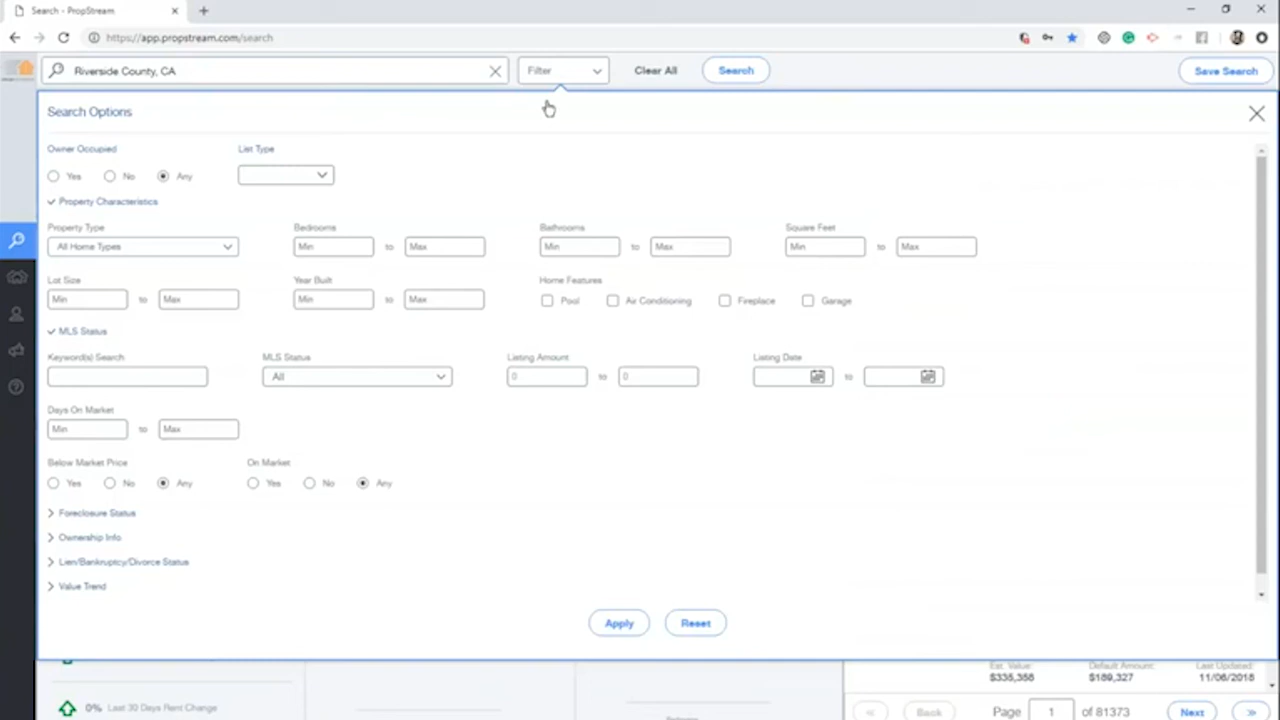 Search - PropStream
https://app.propstream.com/search
Riverside County, CA
Filter
Clear All
Search
Save Search
Search Options
Owner Occupied
List Type
Yes
No
Any
Property Characteristics
Property Type
Bedrooms
Bathrooms
Square Feet
All Home Types
Min to Max
Min to Max
Min to Max
Lot Size
Year Built
Home Features
Min to Max
Min to Max
Pool
Air Conditioning
Fireplace
Garage
MLS Status
Keyword(s) Search
MLS Status
Listing Amount
Listing Date
All
0 to 0
to
Days On Market
Min to Max
Below Market Price
On Market
Yes
No
Any
Yes
No
Any
Foreclosure Status
Ownership Info
Lien/Bankruptcy/Divorce Status
Value Trend
Apply
Reset
Est. Value:
Default Amount:
Last Updated:
$335,358
$189,327
11/06/2018
0% Last 30 Days Rent Change
Back
Page 1 of 81373
Next